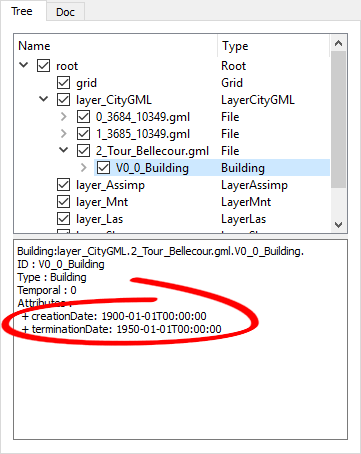 Tree Doc
Name Type
root Root
grid Grid
layer_CityGML LayerCityGML
0_3684_10349.gml File
1_3685_10349.gml File
2_Tour_Bellecour.gml File
V0_0_Building Building
layer_Assimp LayerAssimp
layer_Mnt LayerMnt
layer_Las LayerLas
Building:layer_CityGML.2_Tour_Bellecour.gml.V0_0_Building.
ID : V0_0_Building
Type : Building
Temporal : 0
Attributes :
+ creationDate: 1900-01-01T00:00:00
+ terminationDate: 1950-01-01T00:00:00